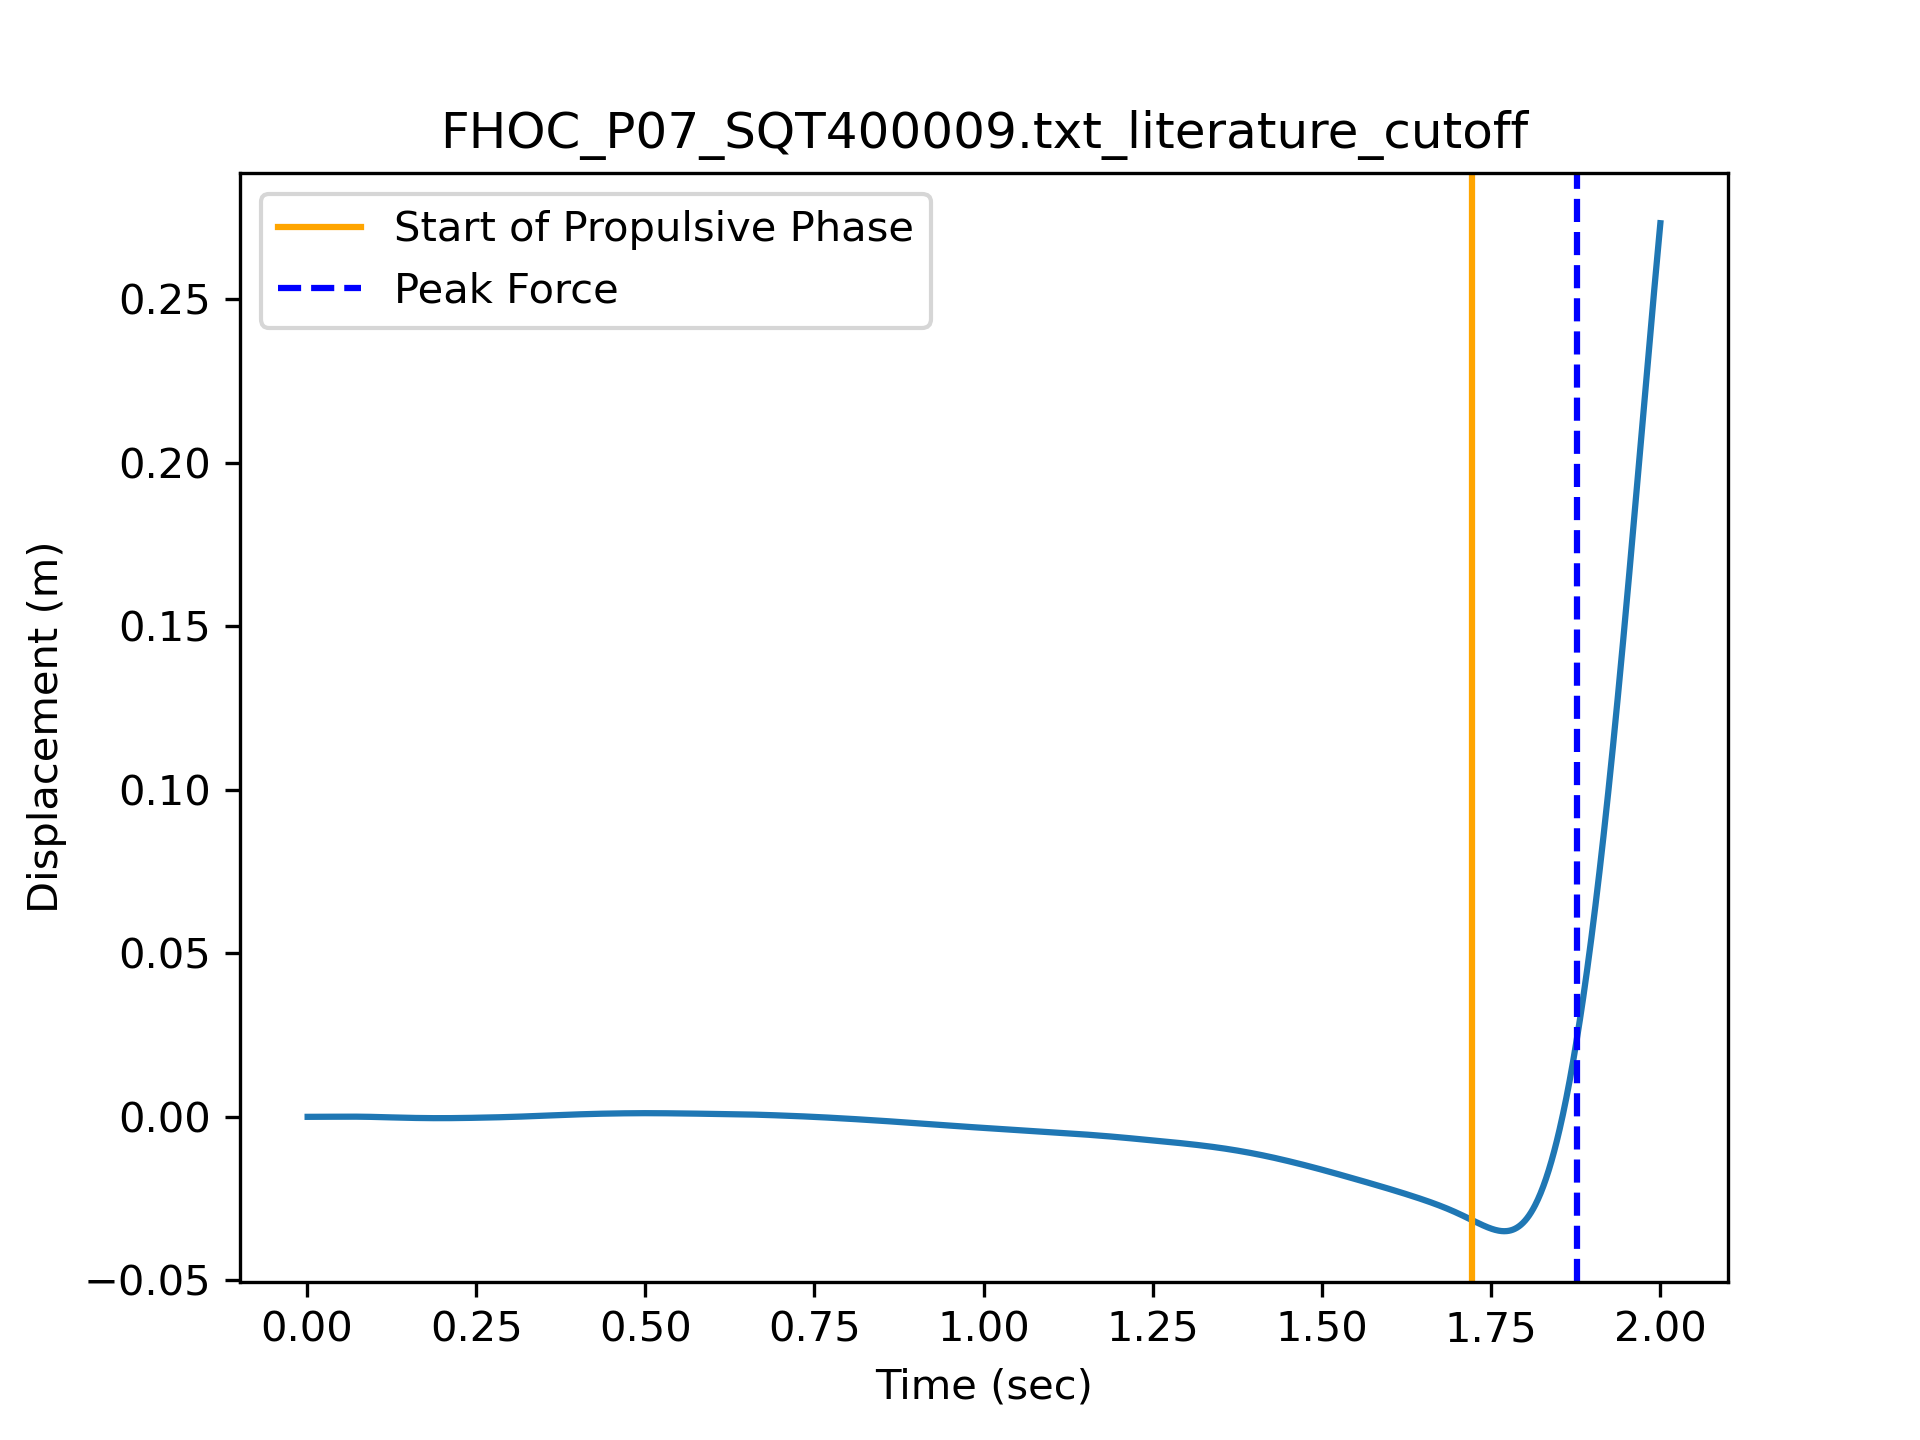 FHOC_P07_SQT400009.txt_literature_cutoff
Start of Propulsive Phase
Peak Force
0.25
0.20
0.15
0.10
0.05
0.00
−0.05
Displacement (m)
0.00 0.25 0.50 0.75 1.00 1.25 1.50 1.75 2.00
Time (sec)